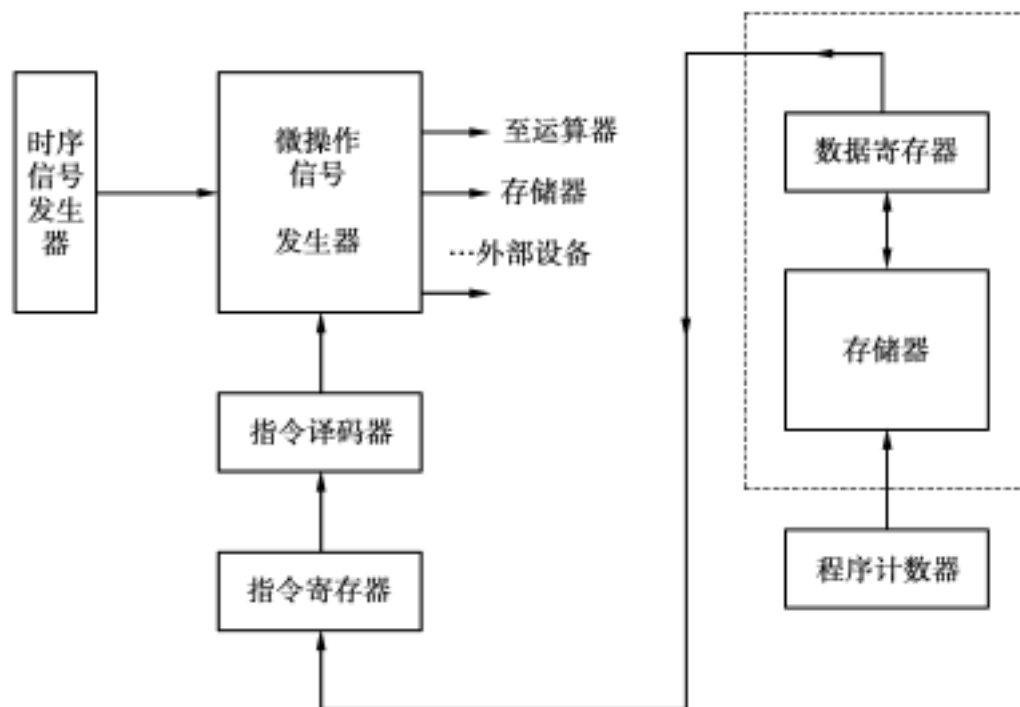 时序
信号
发生
器
微操作
信号
发生器
至运算器
存储器
…外部设备
指令译码器
指令寄存器
数据寄存器
存储器
程序计数器